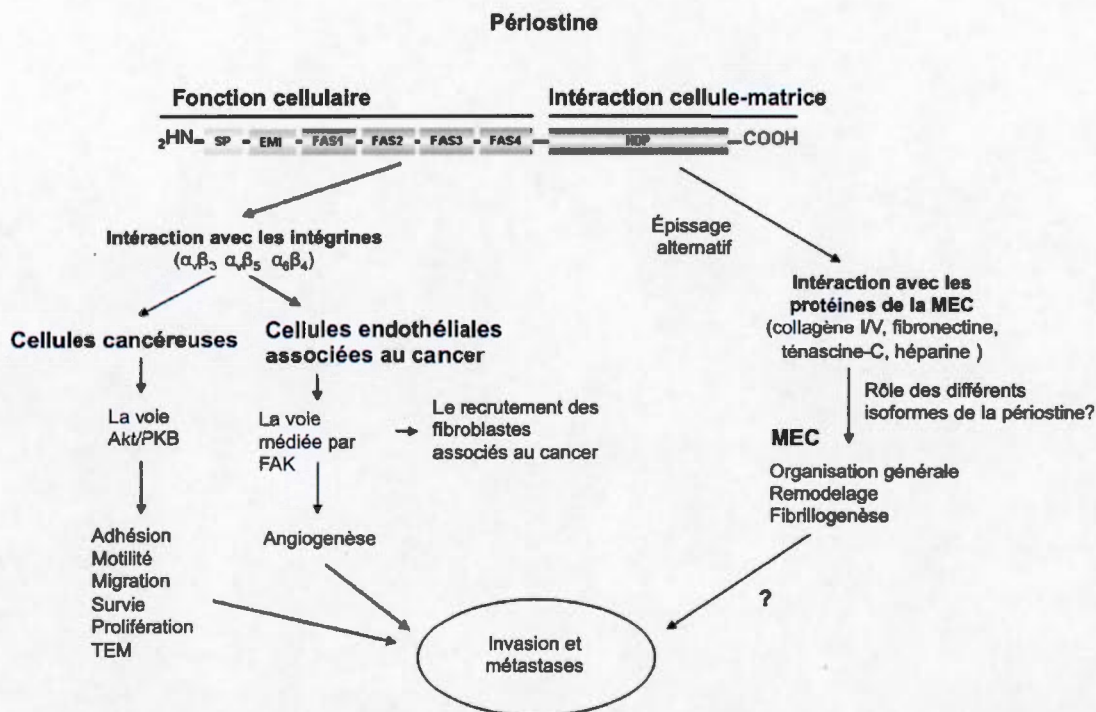 Périostine
Fonction cellulaire
Intéraction cellule-matrice
₂HN SP EMI FAS1 FAS2 FAS3 FAS4 HDP COOH
Intéraction avec les intégrines
(αᵥβ₃ αᵥβ₅ α₆β₄)
Cellules cancéreuses
La voie
Akt/PKB
Adhésion
Motilité
Migration
Survie
Prolifération
TEM
Cellules endothéliales
associées au cancer
La voie
médiée par
FAK
Le recrutement des
fibroblastes
associés au cancer
Angiogenèse
Épissage
alternatif
Intéraction avec les
protéines de la MEC
(collagène I/V, fibronectine,
ténascine-C, héparine )
Rôle des différents
isoformes de la périostine?
MEC
Organisation générale
Remodelage
Fibrillogenèse
?
Invasion et
métastases